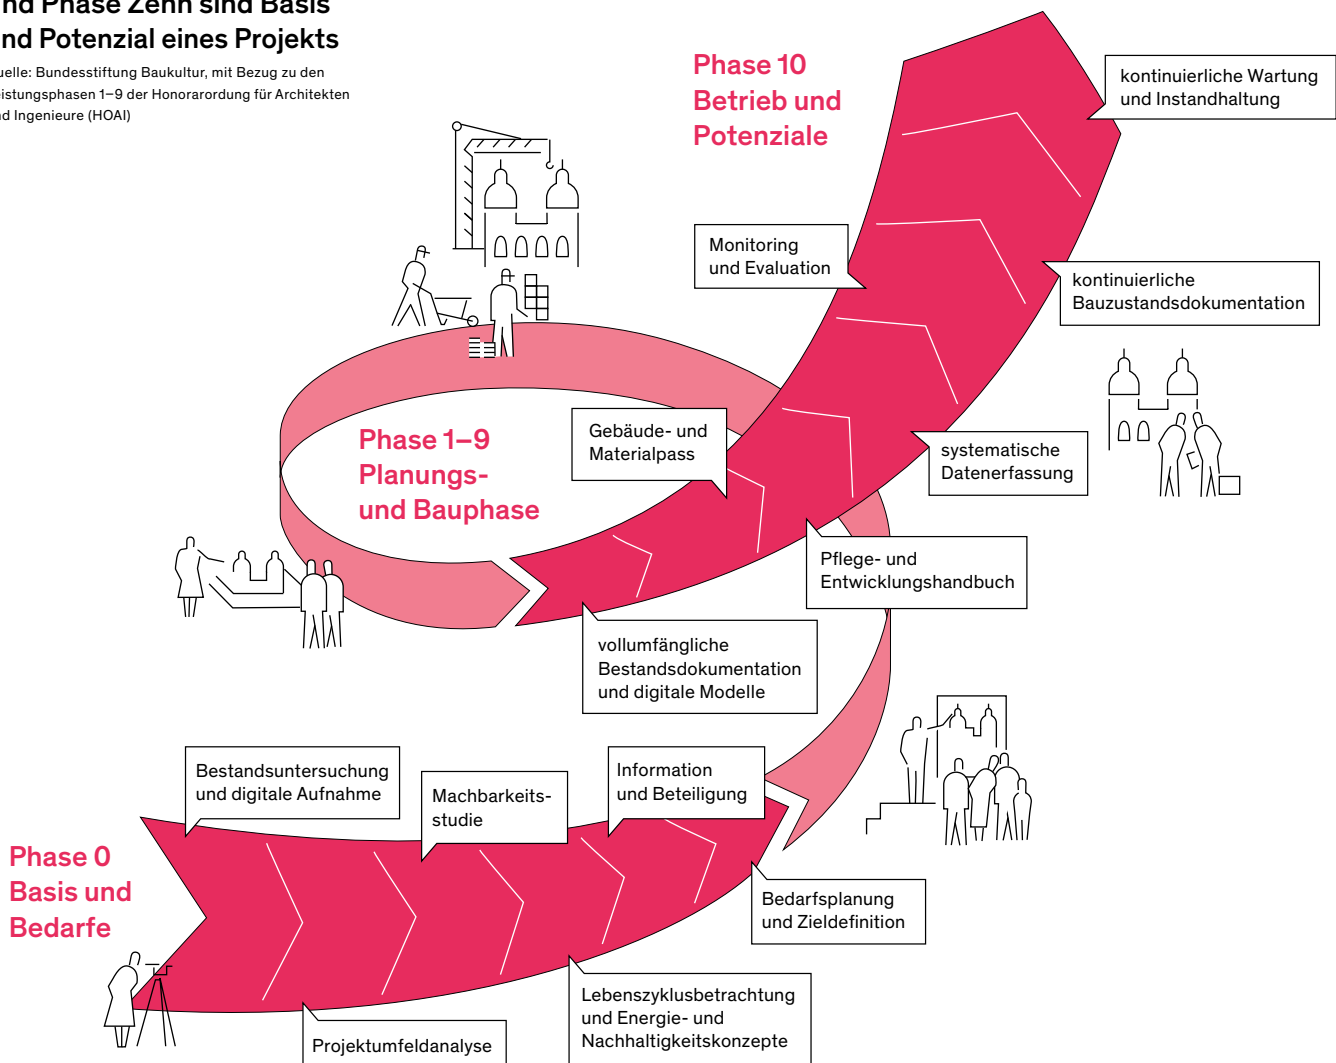 nd Phase Zehn sind Basis
nd Potenzial eines Projekts
uelle: Bundesstiftung Baukultur, mit Bezug zu den
eistungsphasen 1–9 der Honorarordung für Architekten
nd Ingenieure (HOAI)
Phase 10
Betrieb und
Potenziale
kontinuierliche Wartung
und Instandhaltung
Monitoring
und Evaluation
kontinuierliche
Bauzustandsdokumentation
Phase 1–9
Planungs-
und Bauphase
Gebäude- und
Materialpass
systematische
Datenerfassung
Pflege- und
Entwicklungshandbuch
vollumfängliche
Bestandsdokumentation
und digitale Modelle
Bestandsuntersuchung
und digitale Aufnahme
Machbarkeits-
studie
Information
und Beteiligung
Phase 0
Basis und
Bedarfe
Bedarfsplanung
und Zieldefinition
Lebenszyklusbetrachtung
und Energie- und
Nachhaltigkeitskonzepte
Projektumfeldanalyse